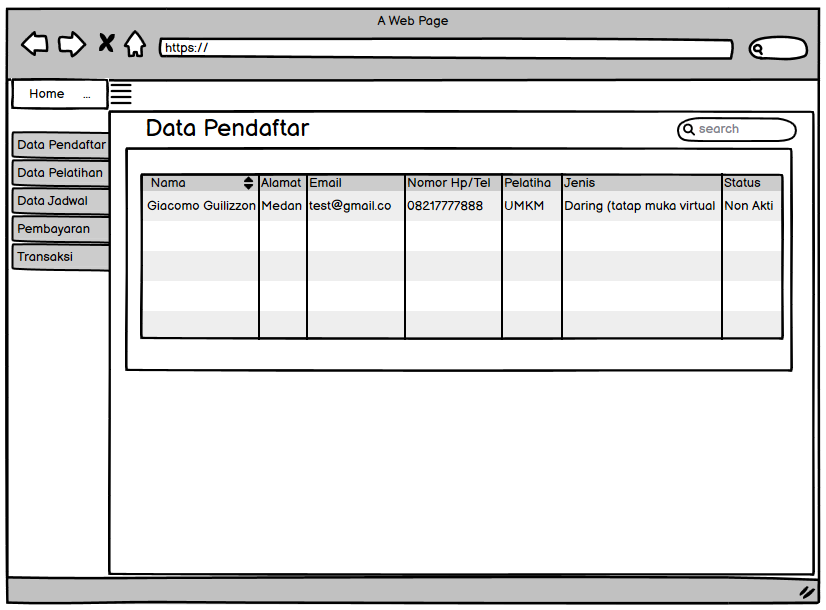 A Web Page
https://
Home ...
Data Pendaftar
search
Data Pendaftar
Data Pelatihan
Data Jadwal
Pembayaran
Transaksi
Nama Alamat Email Nomor Hp/Tel Pelatiha Jenis Status
Giacomo Guilizzon Medan test@gmail.co 08217777888 UMKM Daring (tatap muka virtual Non Akti